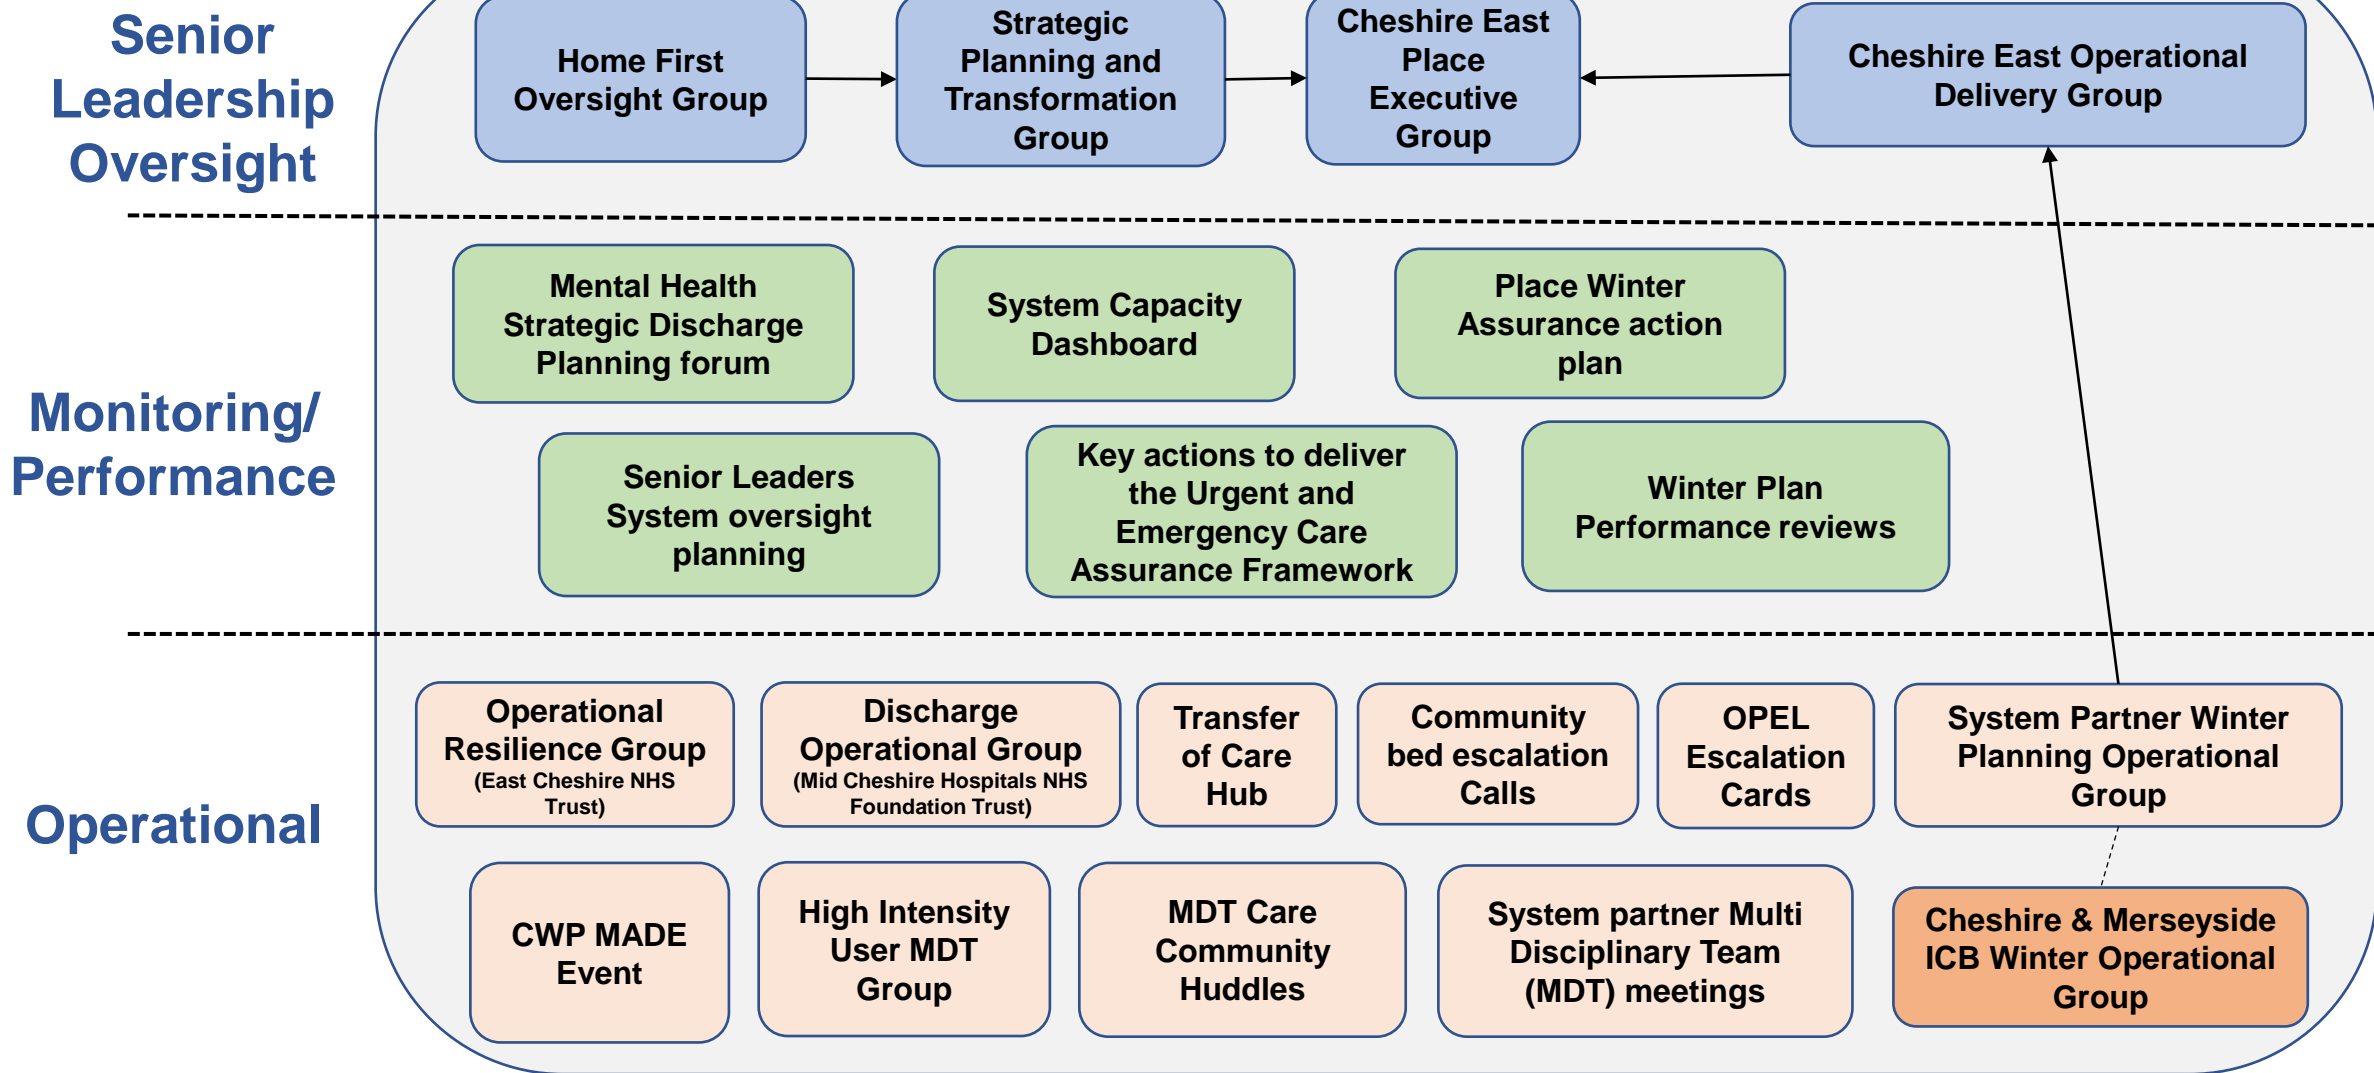 Senior
Leadership
Oversight
Home First
Oversight Group
Strategic
Planning and
Transformation
Group
Cheshire East
Place
Executive
Group
Cheshire East Operational
Delivery Group
Monitoring/
Performance
Mental Health
Strategic Discharge
Planning forum
System Capacity
Dashboard
Place Winter
Assurance action
plan
Senior Leaders
System oversight
planning
Key actions to deliver
the Urgent and
Emergency Care
Assurance Framework
Winter Plan
Performance reviews
Operational
Operational
Resilience Group
(East Cheshire NHS
Trust)
Discharge
Operational Group
(Mid Cheshire Hospitals NHS
Foundation Trust)
Transfer
of Care
Hub
Community
bed escalation
Calls
OPEL
Escalation
Cards
System Partner Winter
Planning Operational
Group
CWP MADE
Event
High Intensity
User MDT
Group
MDT Care
Community
Huddles
System partner Multi
Disciplinary Team
(MDT) meetings
Cheshire & Merseyside
ICB Winter Operational
Group